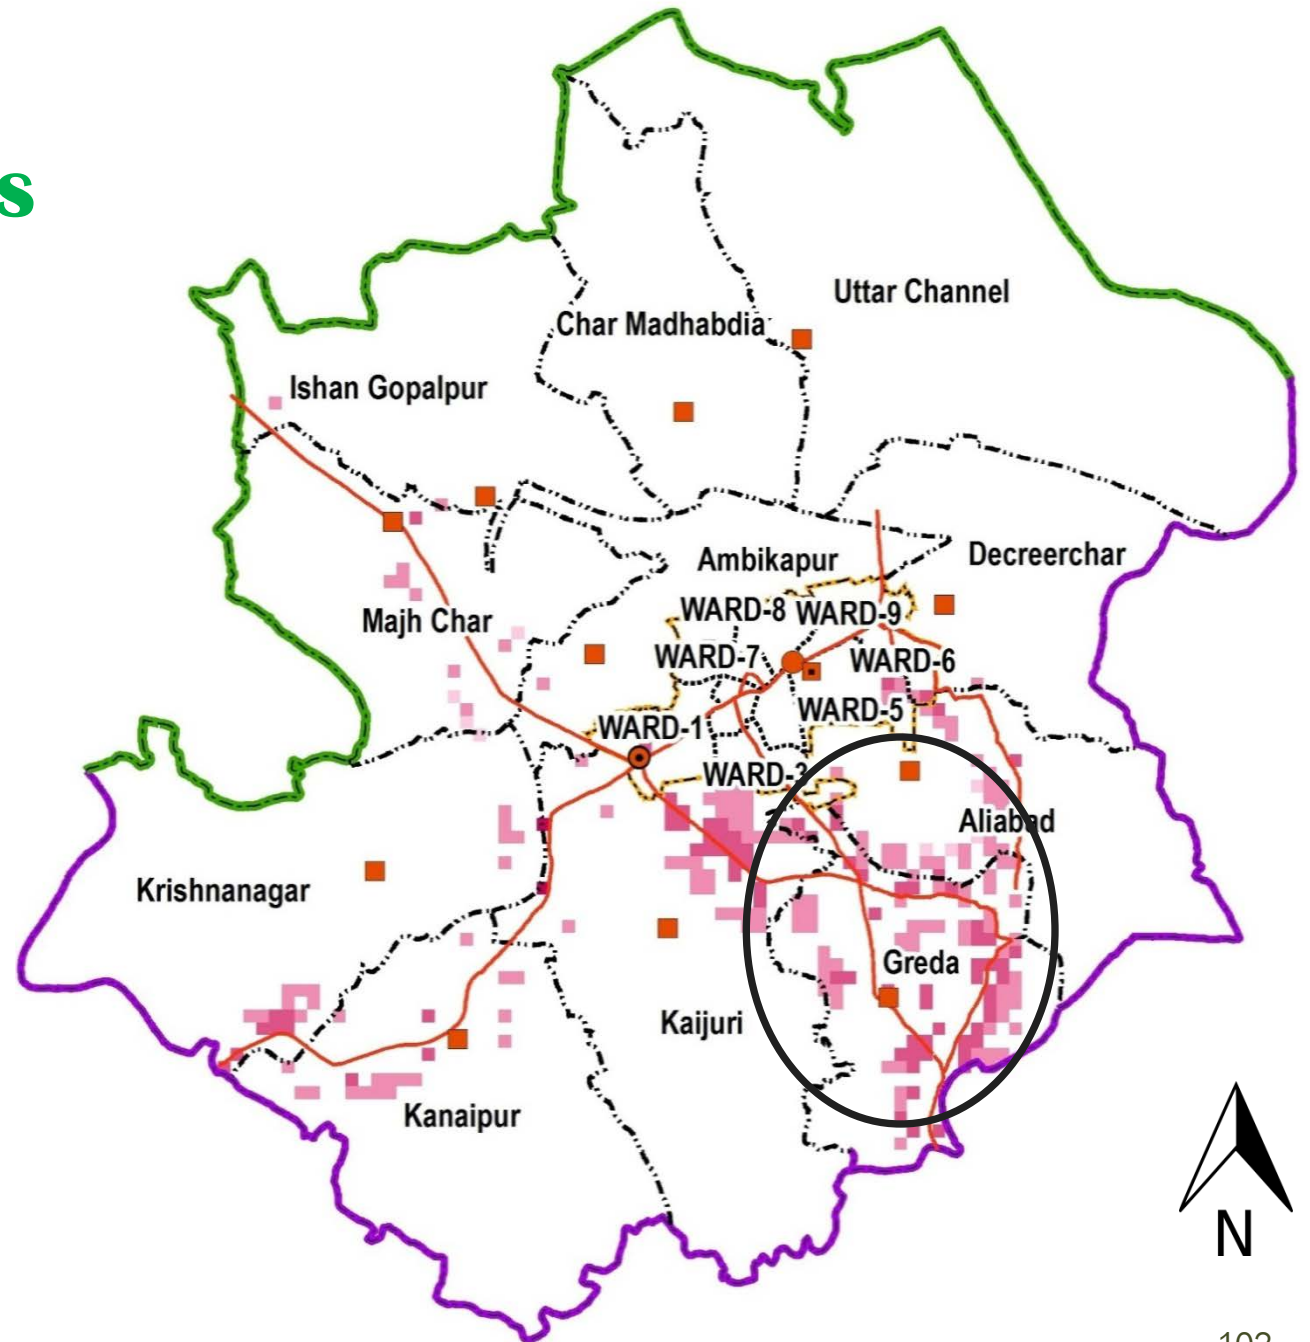 s
Uttar Channel
Char Madhabdia
Ishan Gopalpur
Ambikapur
Decreerchar
WARD-8
WARD-9
Majh Char
WARD-7
WARD-6
WARD-5
WARD-1
WARD-2
Aliabad
Krishnanagar
Greda
Kaijuri
Kanaipur
N